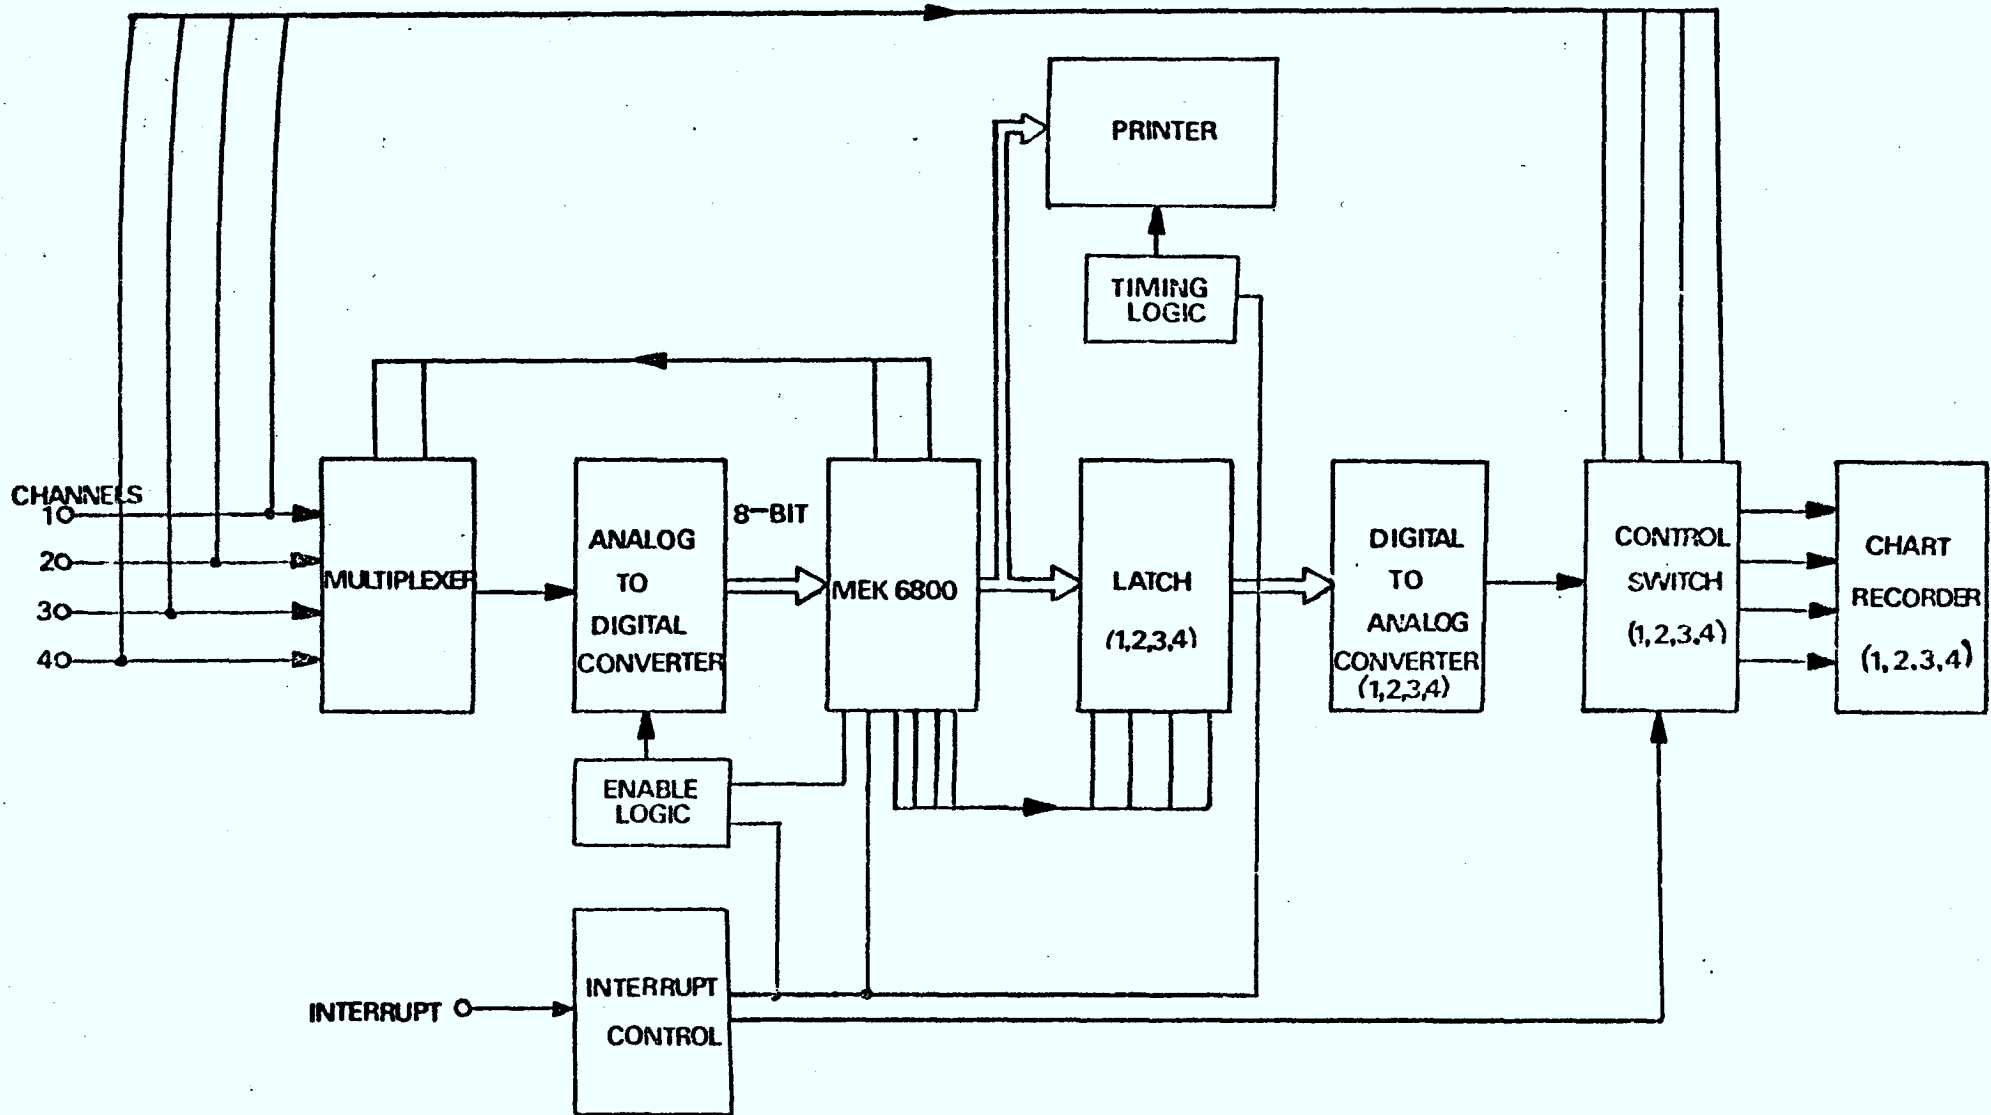 PRINTER
TIMING
LOGIC
CHANNELS
1
2
3
4
MULTIPLEXER
ANALOG
TO
DIGITAL
CONVERTER
8-BIT
MEK 6800
LATCH
(1,2,3,4)
DIGITAL
TO
ANALOG
CONVERTER
(1,2,3,4)
CONTROL
SWITCH
(1,2,3,4)
CHART
RECORDER
(1,2.3,4)
ENABLE
LOGIC
INTERRUPT
INTERRUPT
CONTROL